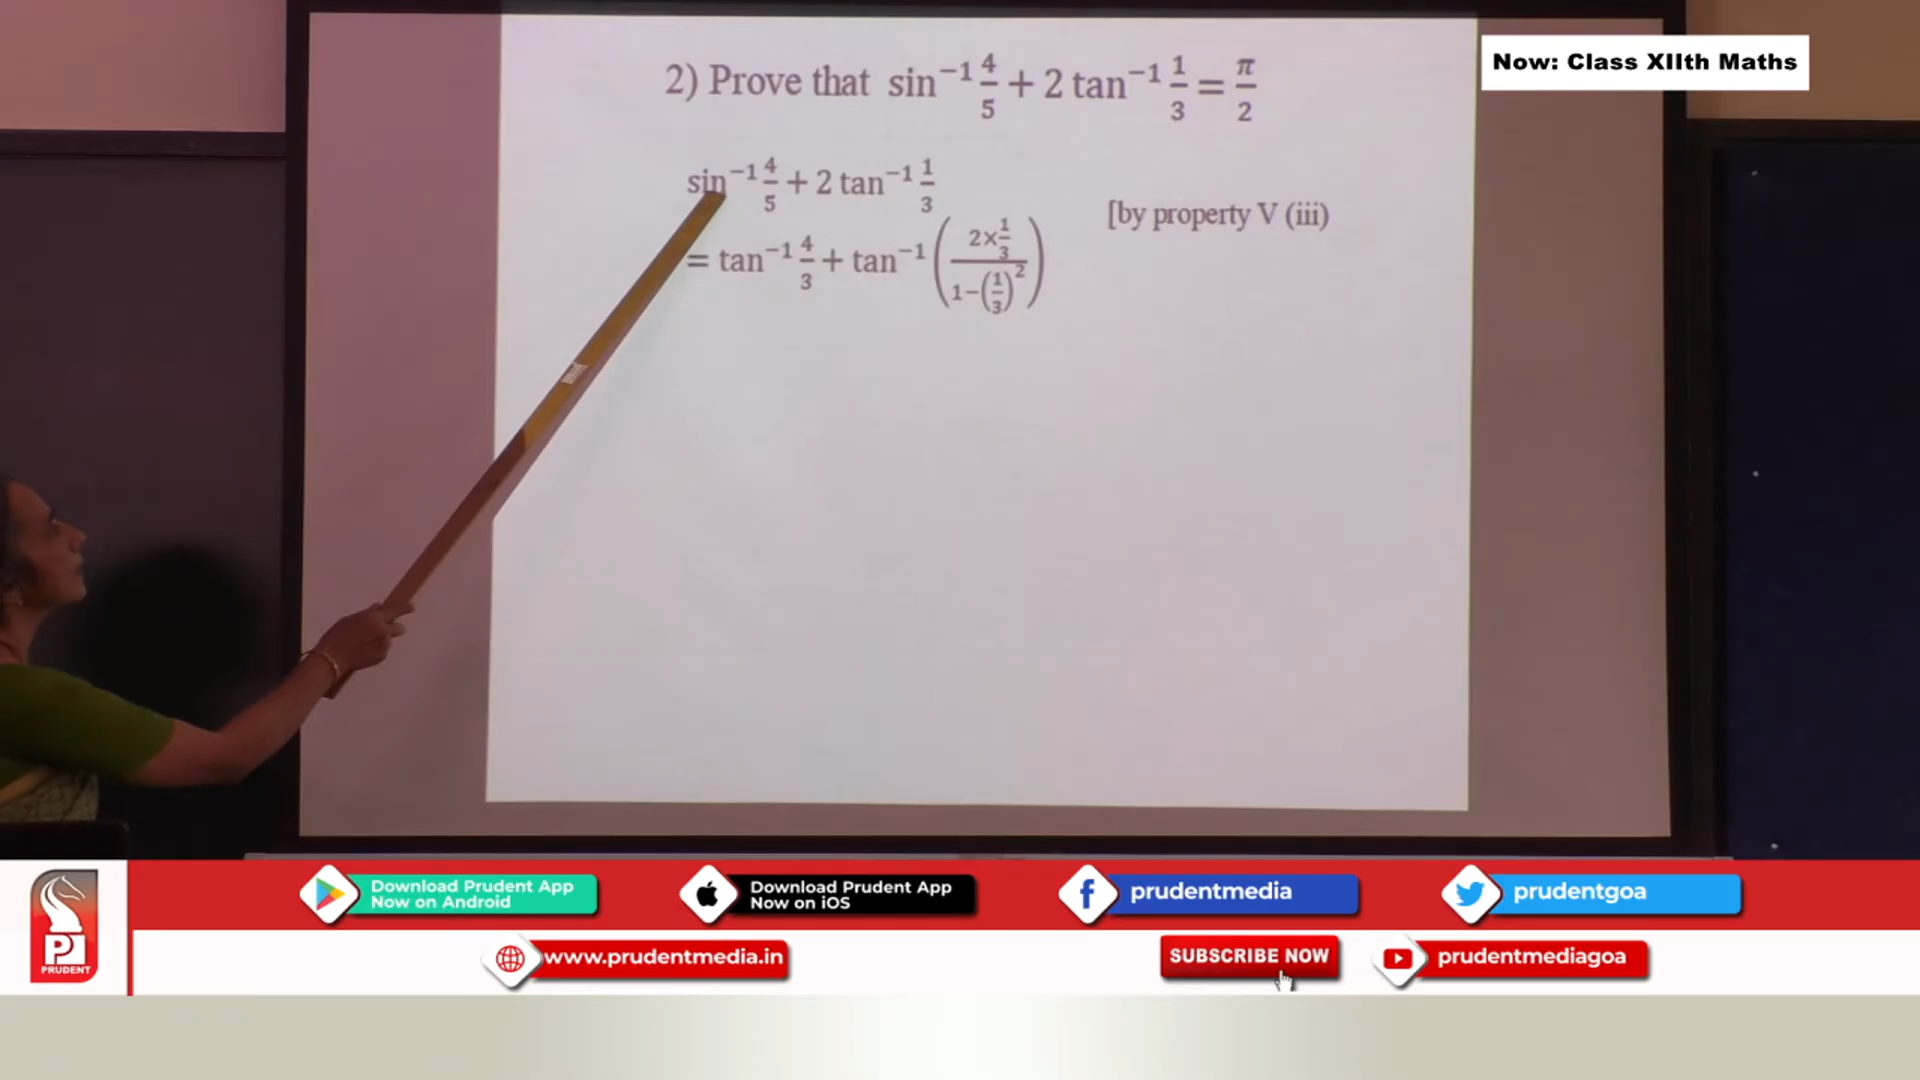 Now: Class XIIth Maths
2) Prove that sin⁻¹ 4/5 + 2 tan⁻¹ 1/3 = π/2
sin⁻¹ 4/5 + 2 tan⁻¹ 1/3
[by property V (iii)
= tan⁻¹ 4/3 + tan⁻¹ ( (2×1/3) / (1−(1/3)²) )
Download Prudent App
Now on Android
Download Prudent App
Now on iOS
prudentmedia
prudentgoa
PRUDENT
www.prudentmedia.in
SUBSCRIBE NOW
prudentmediagoa